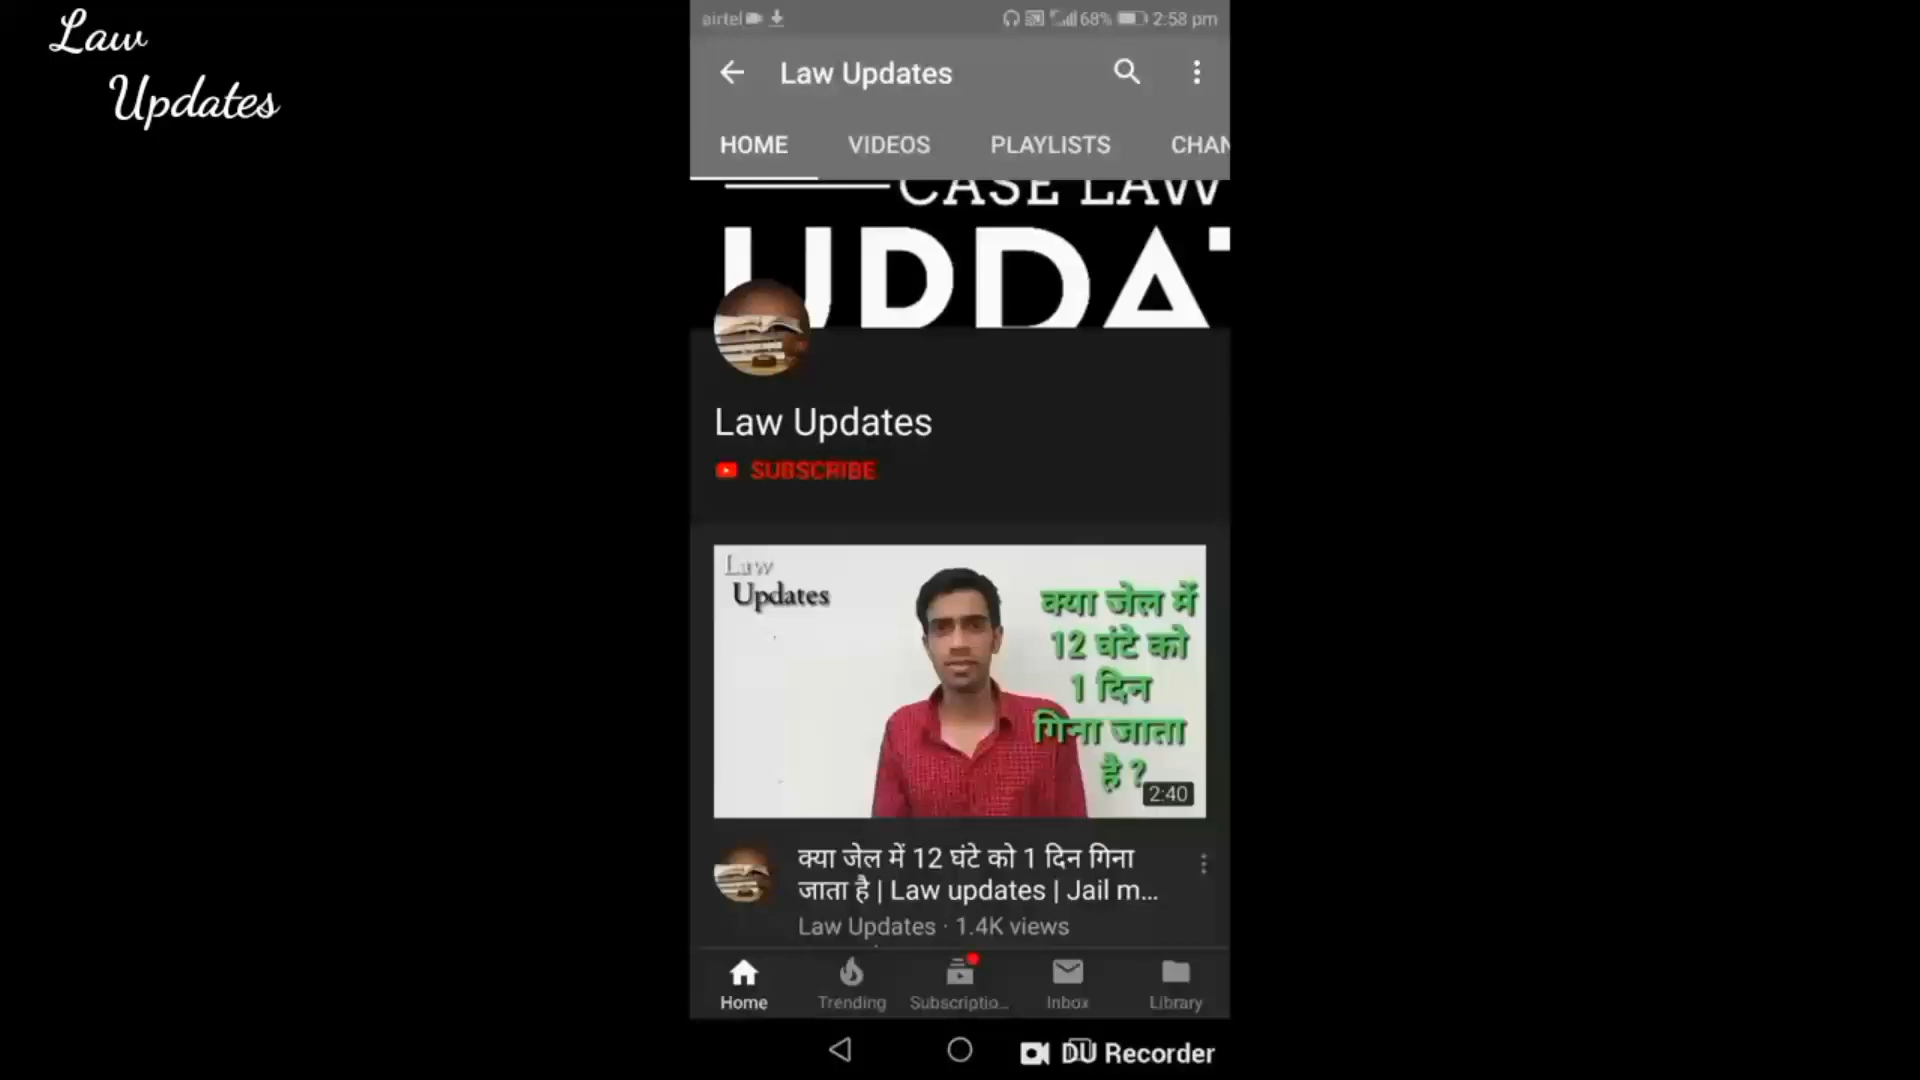 Law
Updates
airtel
68%
2:58 pm
Law Updates
HOME
VIDEOS
PLAYLISTS
CHAN
CASE LAW
UPDAT
Law Updates
SUBSCRIBE
Law
Updates
क्या जेल में
12 घंटे को
1 दिन
गिना जाता
है ?
2:40
क्या जेल में 12 घंटे को 1 दिन गिना
जाता है | Law updates | Jail m...
Law Updates · 1.4K views
Home
Trending
Subscriptio...
Inbox
Library
DU Recorder